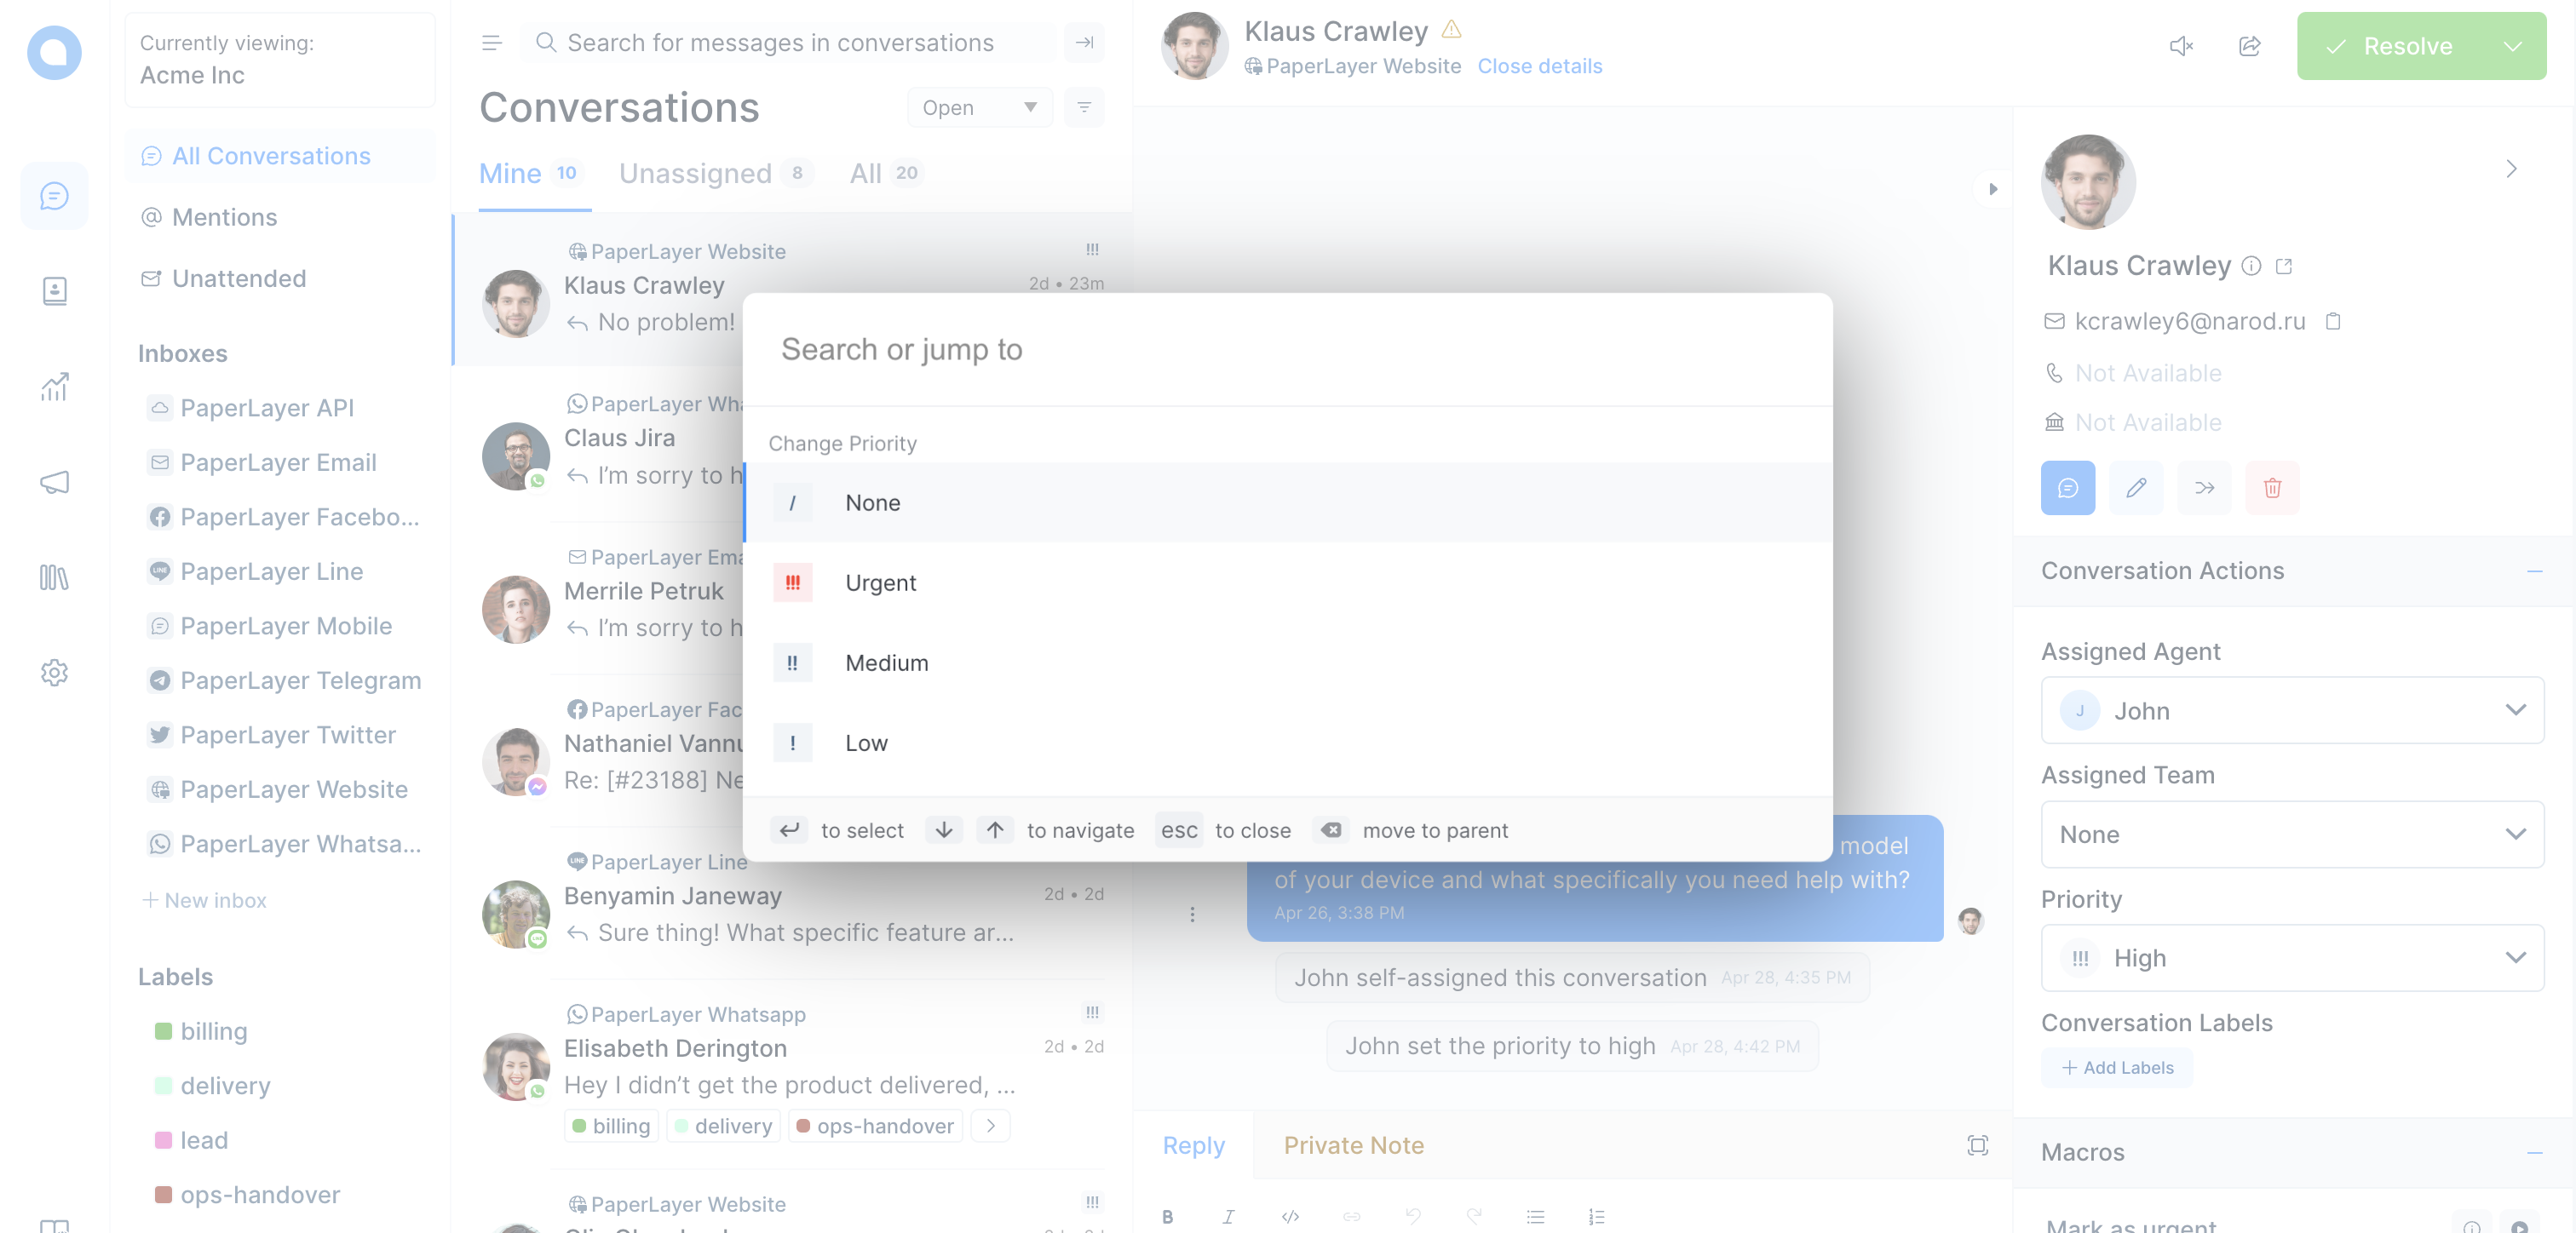 Currently viewing:
Acme Inc
All Conversations
Mentions
Unattended
Inboxes
PaperLayer API
PaperLayer Email
PaperLayer Facebo...
PaperLayer Line
PaperLayer Mobile
PaperLayer Telegram
PaperLayer Twitter
PaperLayer Website
PaperLayer Whatsa...
New inbox
Labels
billing
delivery
lead
ops-handover
Search for messages in conversations
Conversations
Open
Mine 10 Unassigned 8 All 20
PaperLayer Website !!!
Klaus Crawley 2d • 23m
No problem!
PaperLayer Wha
Claus Jira
I'm sorry to h
PaperLayer Ema
Merrile Petruk
I'm sorry to h
PaperLayer Fac
Nathaniel Vannu
Re: [#23188] Ne
LINE PaperLayer Line
Benyamin Janeway 2d • 2d
Sure thing! What specific feature ar...
PaperLayer Whatsapp !!!
Elisabeth Derington 2d • 2d
Hey I didn't get the product delivered, ...
billing delivery ops-handover
PaperLayer Website !!!
Search or jump to
Change Priority
/ None
!!! Urgent
!! Medium
! Low
to select to navigate esc to close move to parent
Klaus Crawley
PaperLayer Website Close details
Resolve
model
of your device and what specifically you need help with?
Apr 26, 3:38 PM
John self-assigned this conversation Apr 28, 4:35 PM
John set the priority to high Apr 28, 4:42 PM
Reply Private Note
B I </>
Klaus Crawley
kcrawley6@narod.ru
Not Available
Not Available
Conversation Actions
Assigned Agent
J John
Assigned Team
None
Priority
!!! High
Conversation Labels
Add Labels
Macros
Mark as urgent